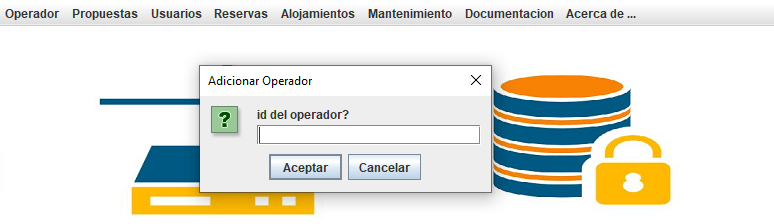 Operador Propuestas Usuarios Reservas Alojamientos Mantenimiento Documentacion Acerca de ...
Adicionar Operador
?
id del operador?
Aceptar Cancelar